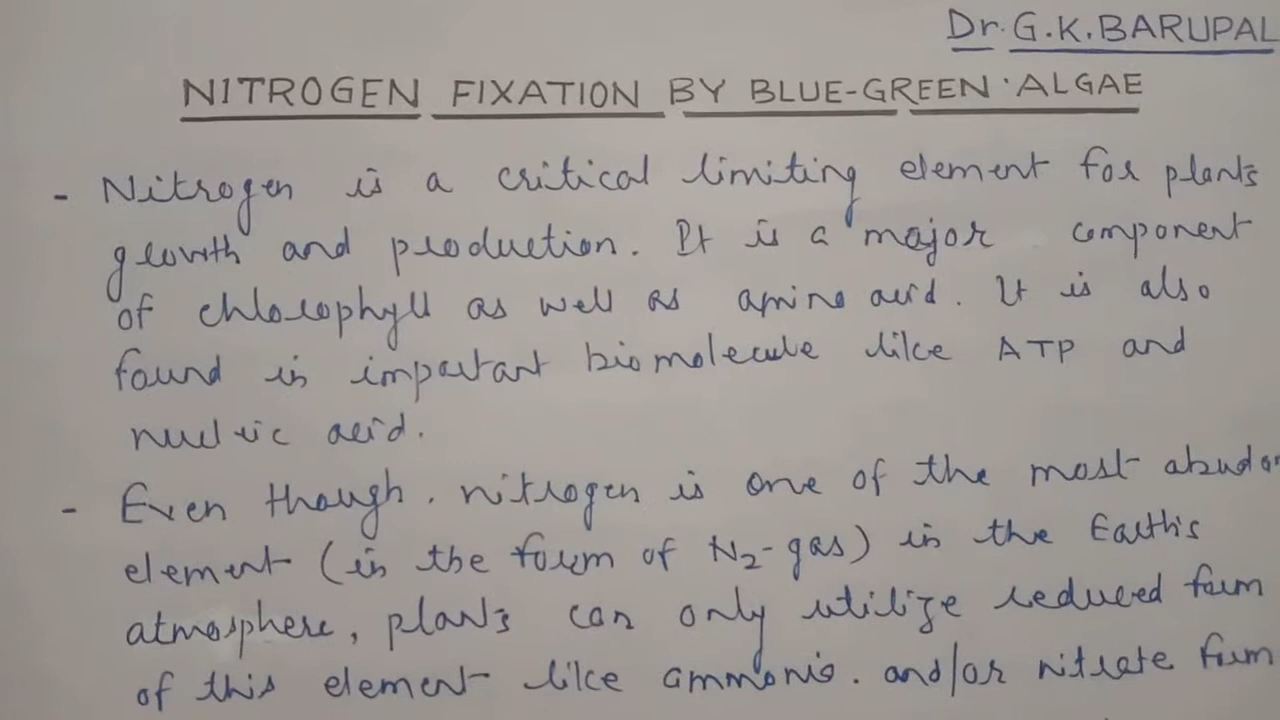 Dr. G.K. BARUPAL
NITROGEN FIXATION BY BLUE-GREEN ALGAE
- Nitrogen is a critical limiting element for plants
growth and production. It is a major component
of chlorophyll as well as amino acid. It is also
found in important biomolecule like ATP and
nucleic acid.
- Even though. nitrogen is one of the most abudan
element (in the form of N2-gas) in the Earth's
atmosphere, plants can only utilize reduced form
of this element like ammonia. and/or nitrate form